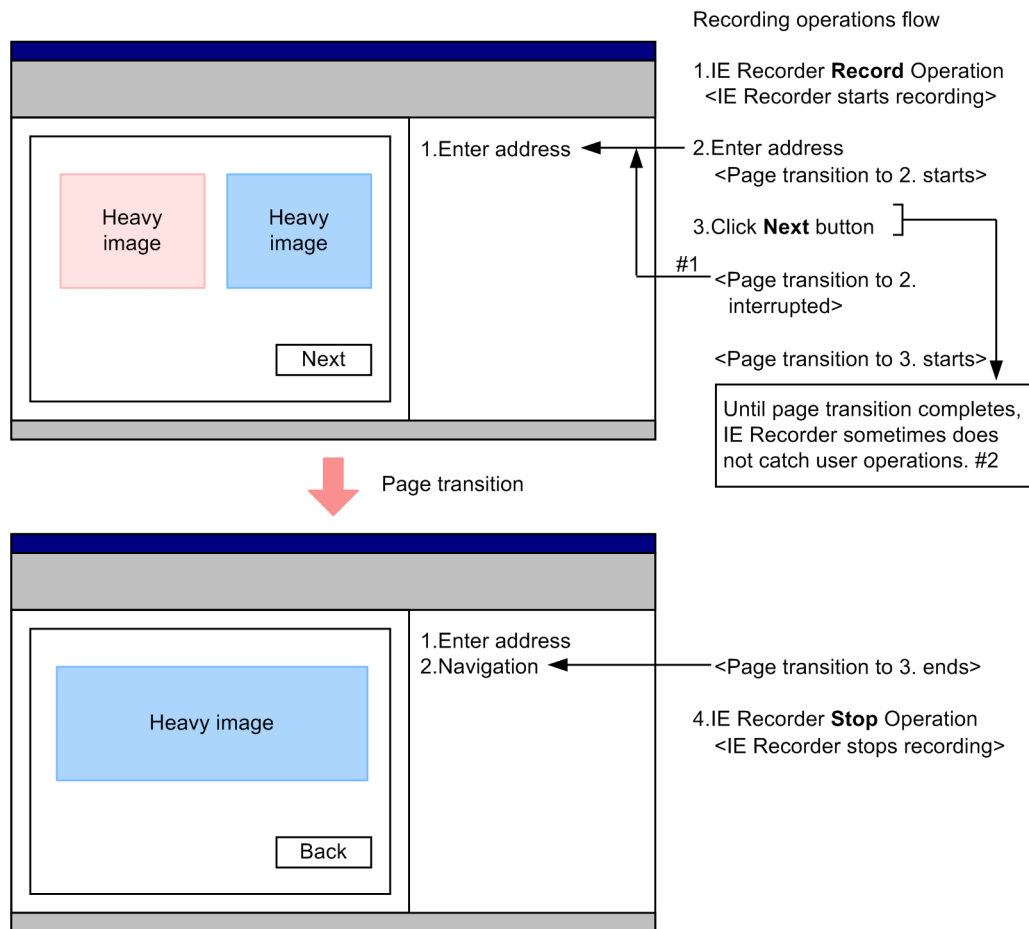 Recording operations flow
1.IE Recorder Record Operation
<IE Recorder starts recording>
1.Enter address
2.Enter address
<Page transition to 2. starts>
Heavy
image
Heavy
image
3.Click Next button
#1
<Page transition to 2.
interrupted>
Next
<Page transition to 3. starts>
Until page transition completes,
IE Recorder sometimes does
not catch user operations. #2
Page transition
1.Enter address
2.Navigation
<Page transition to 3. ends>
Heavy image
4.IE Recorder Stop Operation
<IE Recorder stops recording>
Back